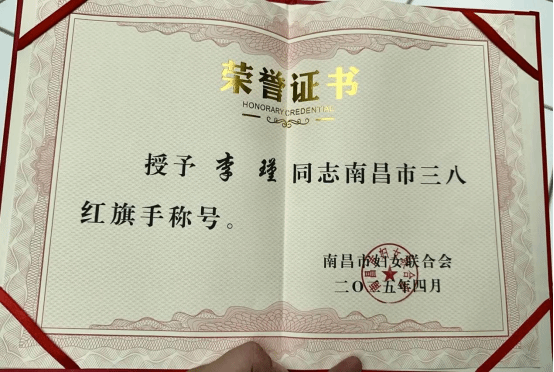 荣誉证书
HONORARY CREDENTIAL
授予 李瑾 同志南昌市三八
红旗手称号。
南昌市妇女联合会
二〇一五年四月